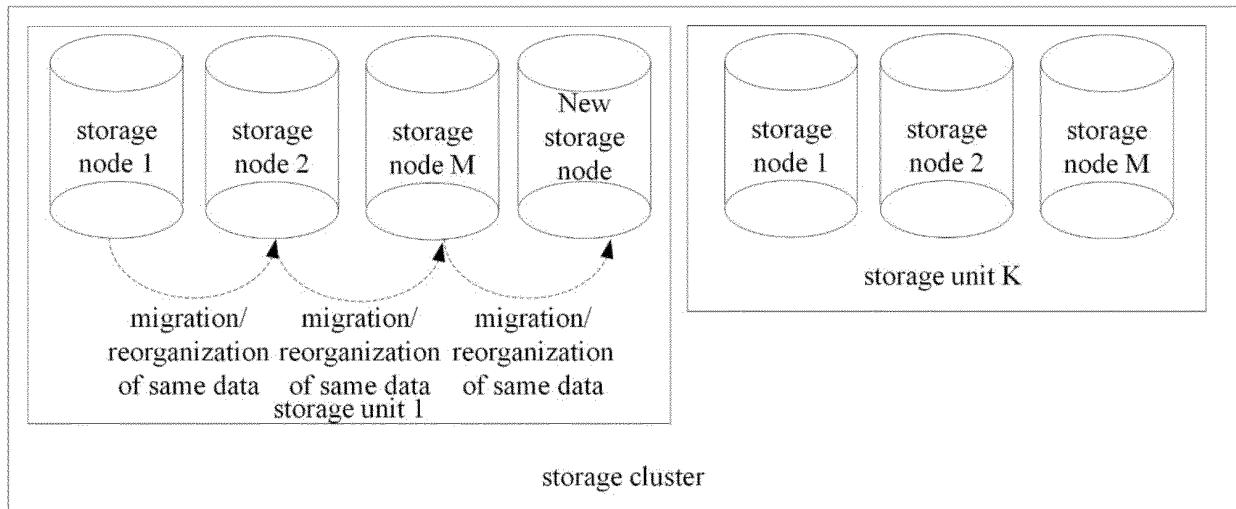 storage
node 1
storage
node 2
storage
node M
New
storage
node
migration/
reorganization
of same data
migration/
reorganization
of same data
migration/
reorganization
of same data
storage unit 1
storage
node 1
storage
node 2
storage
node M
storage unit K
storage cluster